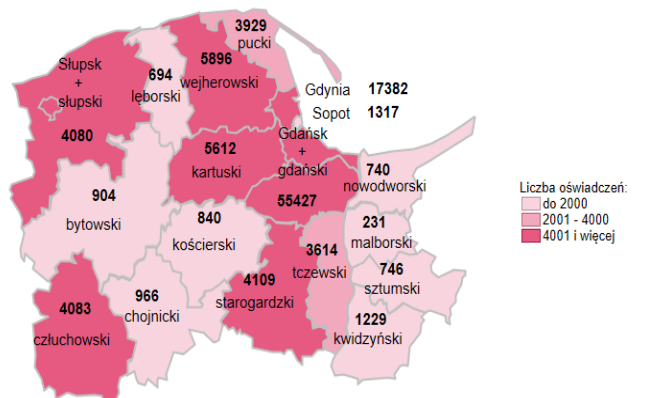 3929
pucki
5896
wejherowski
694
lęborski
Słupsk
+
słupski
4080
Gdynia 17382
Sopot 1317
Gdańsk
+
gdański
55427
5612
kartuski
740
nowodworski
904
bytowski
840
kościerski
231
malborski
3614
tczewski
746
sztumski
4109
starogardzki
966
chojnicki
4083
człuchowski
1229
kwidzyński
Liczba oświadczeń:
do 2000
2001 - 4000
4001 i więcej